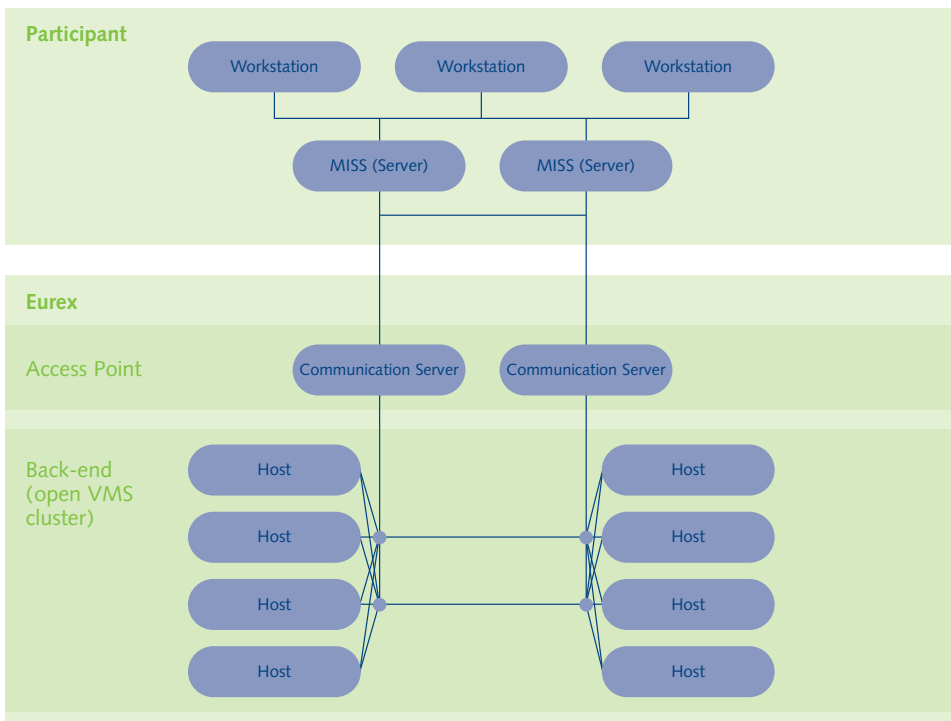 Participant
Workstation
Workstation
Workstation
MISS (Server)
MISS (Server)
Eurex
Access Point
Communication Server
Communication Server
Back-end
(open VMS
cluster)
Host
Host
Host
Host
Host
Host
Host
Host